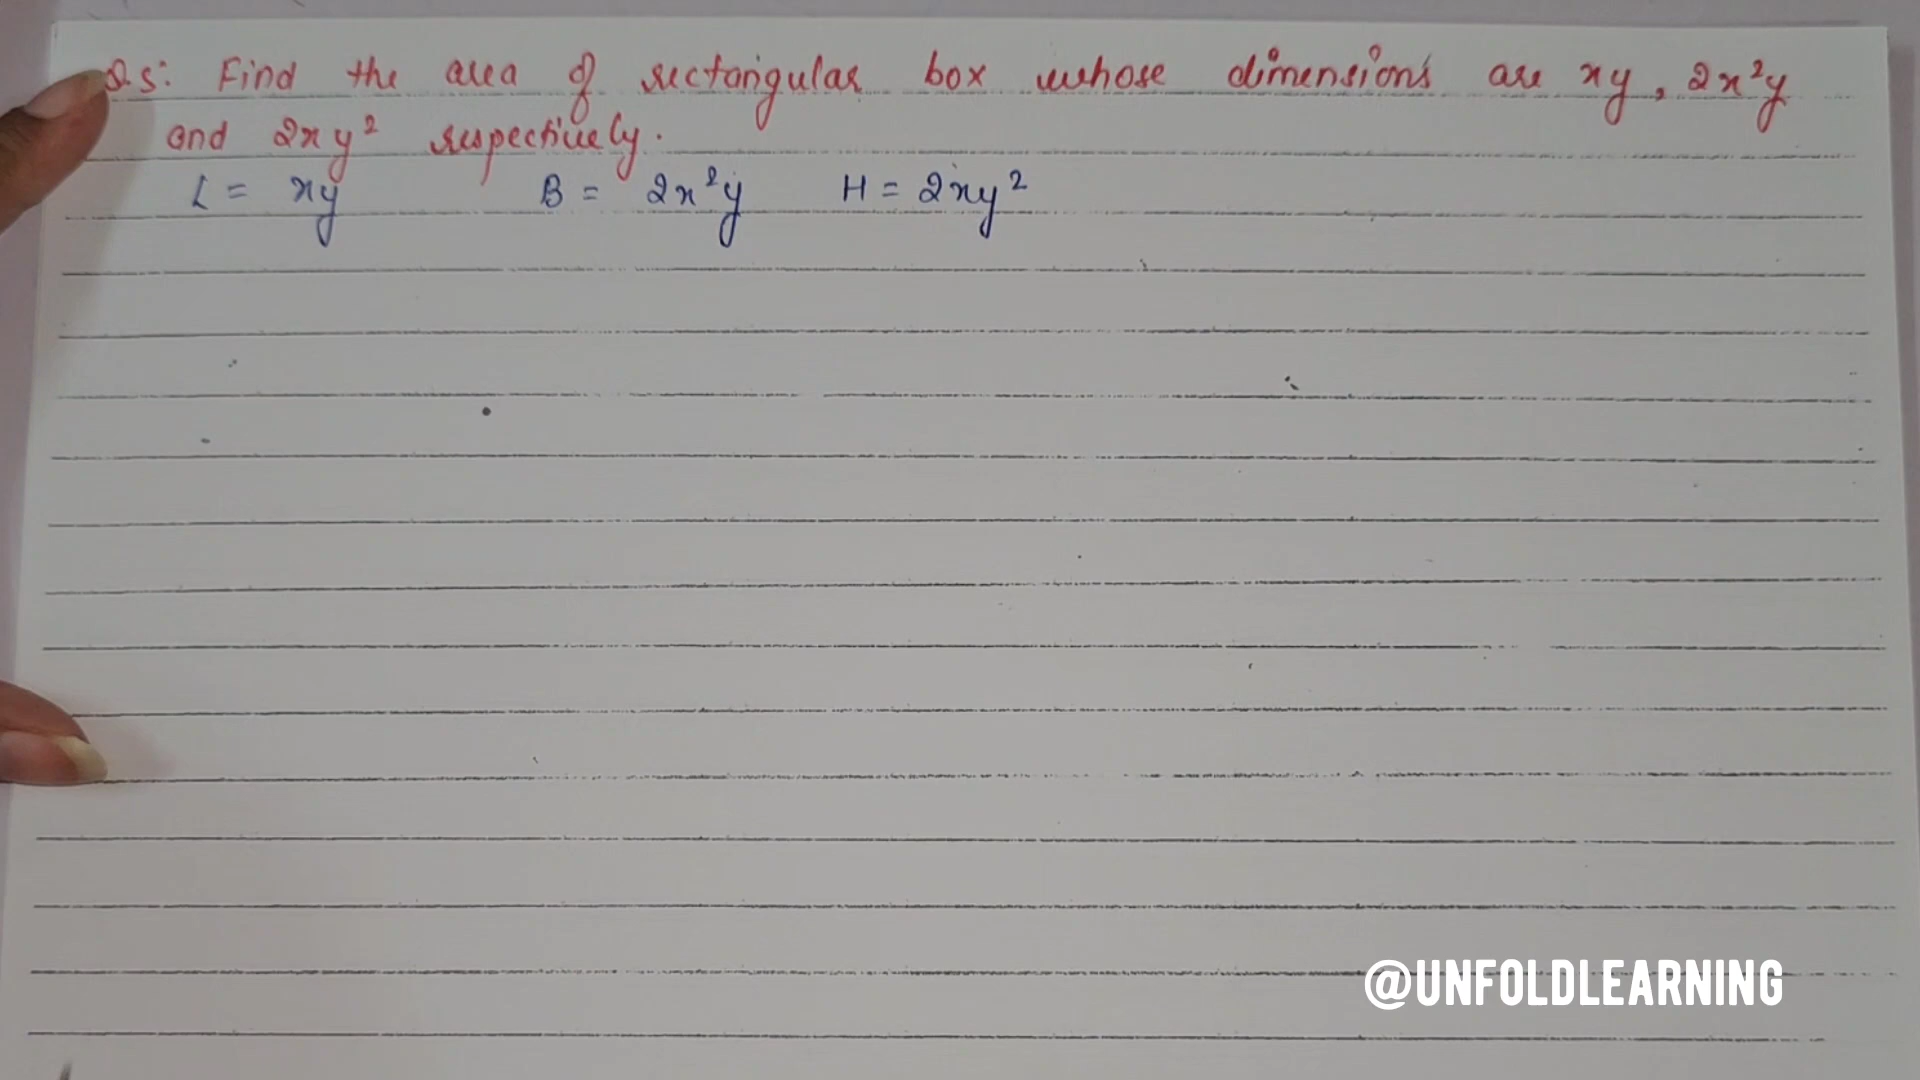 Q.5: Find the area of rectangular box whose dimensions are xy, 2x²y
and 2xy² respectively.
L = xy B = 2x²y H = 2xy²
@UNFOLDLEARNING